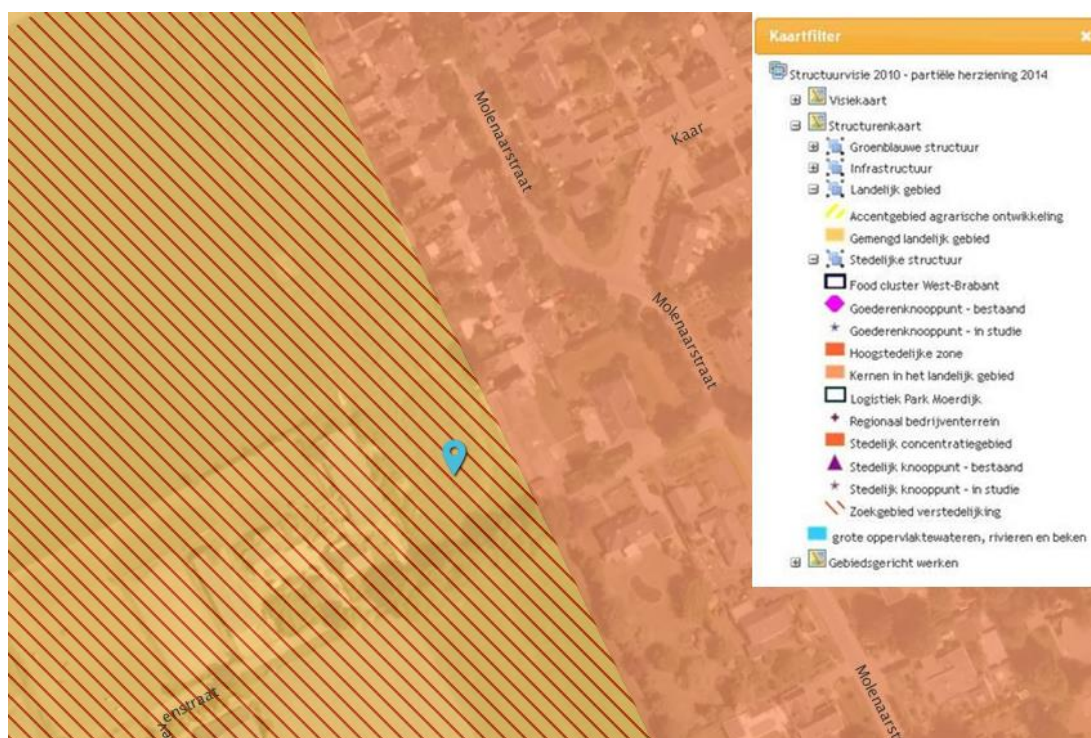 Kaartfilter
Structuurvisie 2010 - partiële herziening 2014
Visiekaart
Structurenkaart
Groenblauwe structuur
Infrastructuur
Landelijk gebied
Accentgebied agrarische ontwikkeling
Gemengd landelijk gebied
Stedelijke structuur
Food cluster West-Brabant
Goederenknooppunt - bestaand
Goederenknooppunt - in studie
Hoogstedelijke zone
Kernen in het landelijk gebied
Logistiek Park Moerdijk
Regionaal bedrijventerrein
Stedelijk concentratiegebied
Stedelijk knooppunt - bestaand
Stedelijk knooppunt - in studie
Zoekgebied verstedelijking
grote oppervlaktewateren, rivieren en beken
Gebiedsgericht werken
Molenaarstraat
Kaar
Molenaarstraat
Molenaars